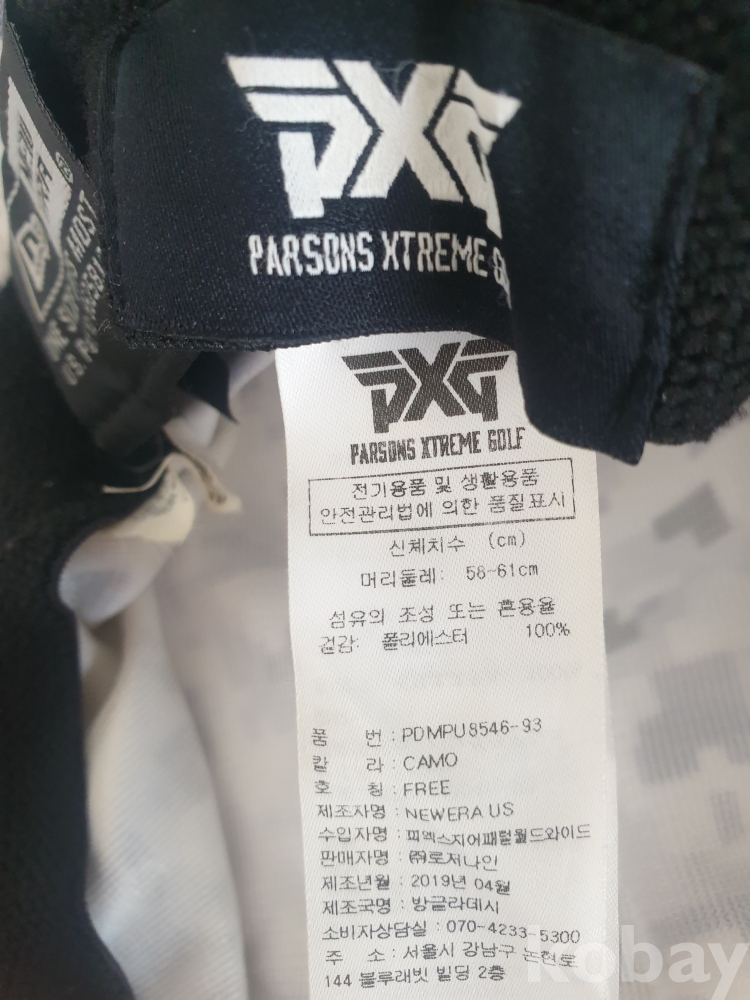 PXG
PARSONS XTREME
PXG
PARSONS XTREME GOLF
전기용품 및 생활용품
안전관리법에 의한 품질표시
신체치수 (cm)
머리둘레: 58-61cm
섬유의 조성 또는 혼용율
겉감: 폴리에스터 100%
품 번 : PDMPU8546-93
칼 라 : CAMO
호 칭 : FREE
제조자명 : NEWERA US
수입자명 : 피엑스지어패럴월드와이드
판매자명 : ㈜로저나인
제조년월 : 2019년 04월
제조국명 : 방글라데시
소비자상담실 : 070-4233-5300
주 소 : 서울시 강남구 논현로
144 블루래빗 빌딩 2층
kobay